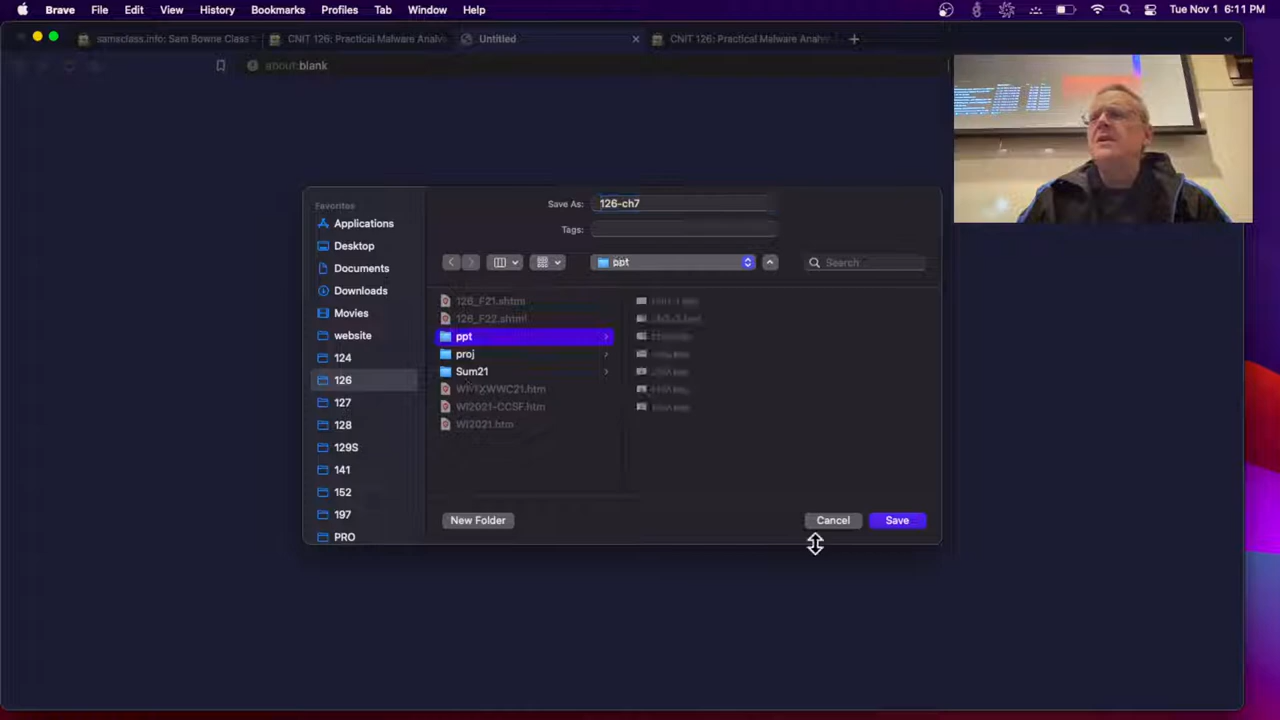 Brave File Edit View History Bookmarks Profiles Tab Window Help Tue Nov 1 6:11 PM
samsclass.info: Sam Bowne Class CNIT 126: Practical Malware Analy Untitled CNIT 126: Practical Malware Analy
about:blank
Favorites
Applications
Desktop
Documents
Downloads
Movies
website
124
126
127
128
129S
141
152
197
PRO
Save As: 126-ch7
Tags:
ppt
Search
126_F21.shtml
126_F22.shtml
ppt
proj
Sum21
WI2021-CCSF.htm
WI2021.htm
New Folder
Cancel Save